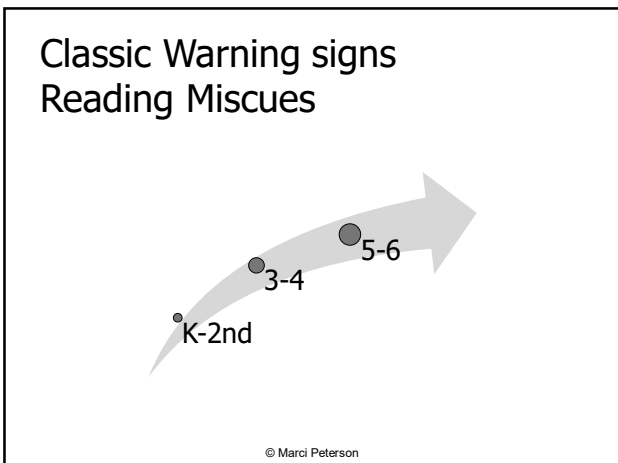 Classic Warning signs
Reading Miscues
5-6
3-4
K-2nd
© Marci Peterson